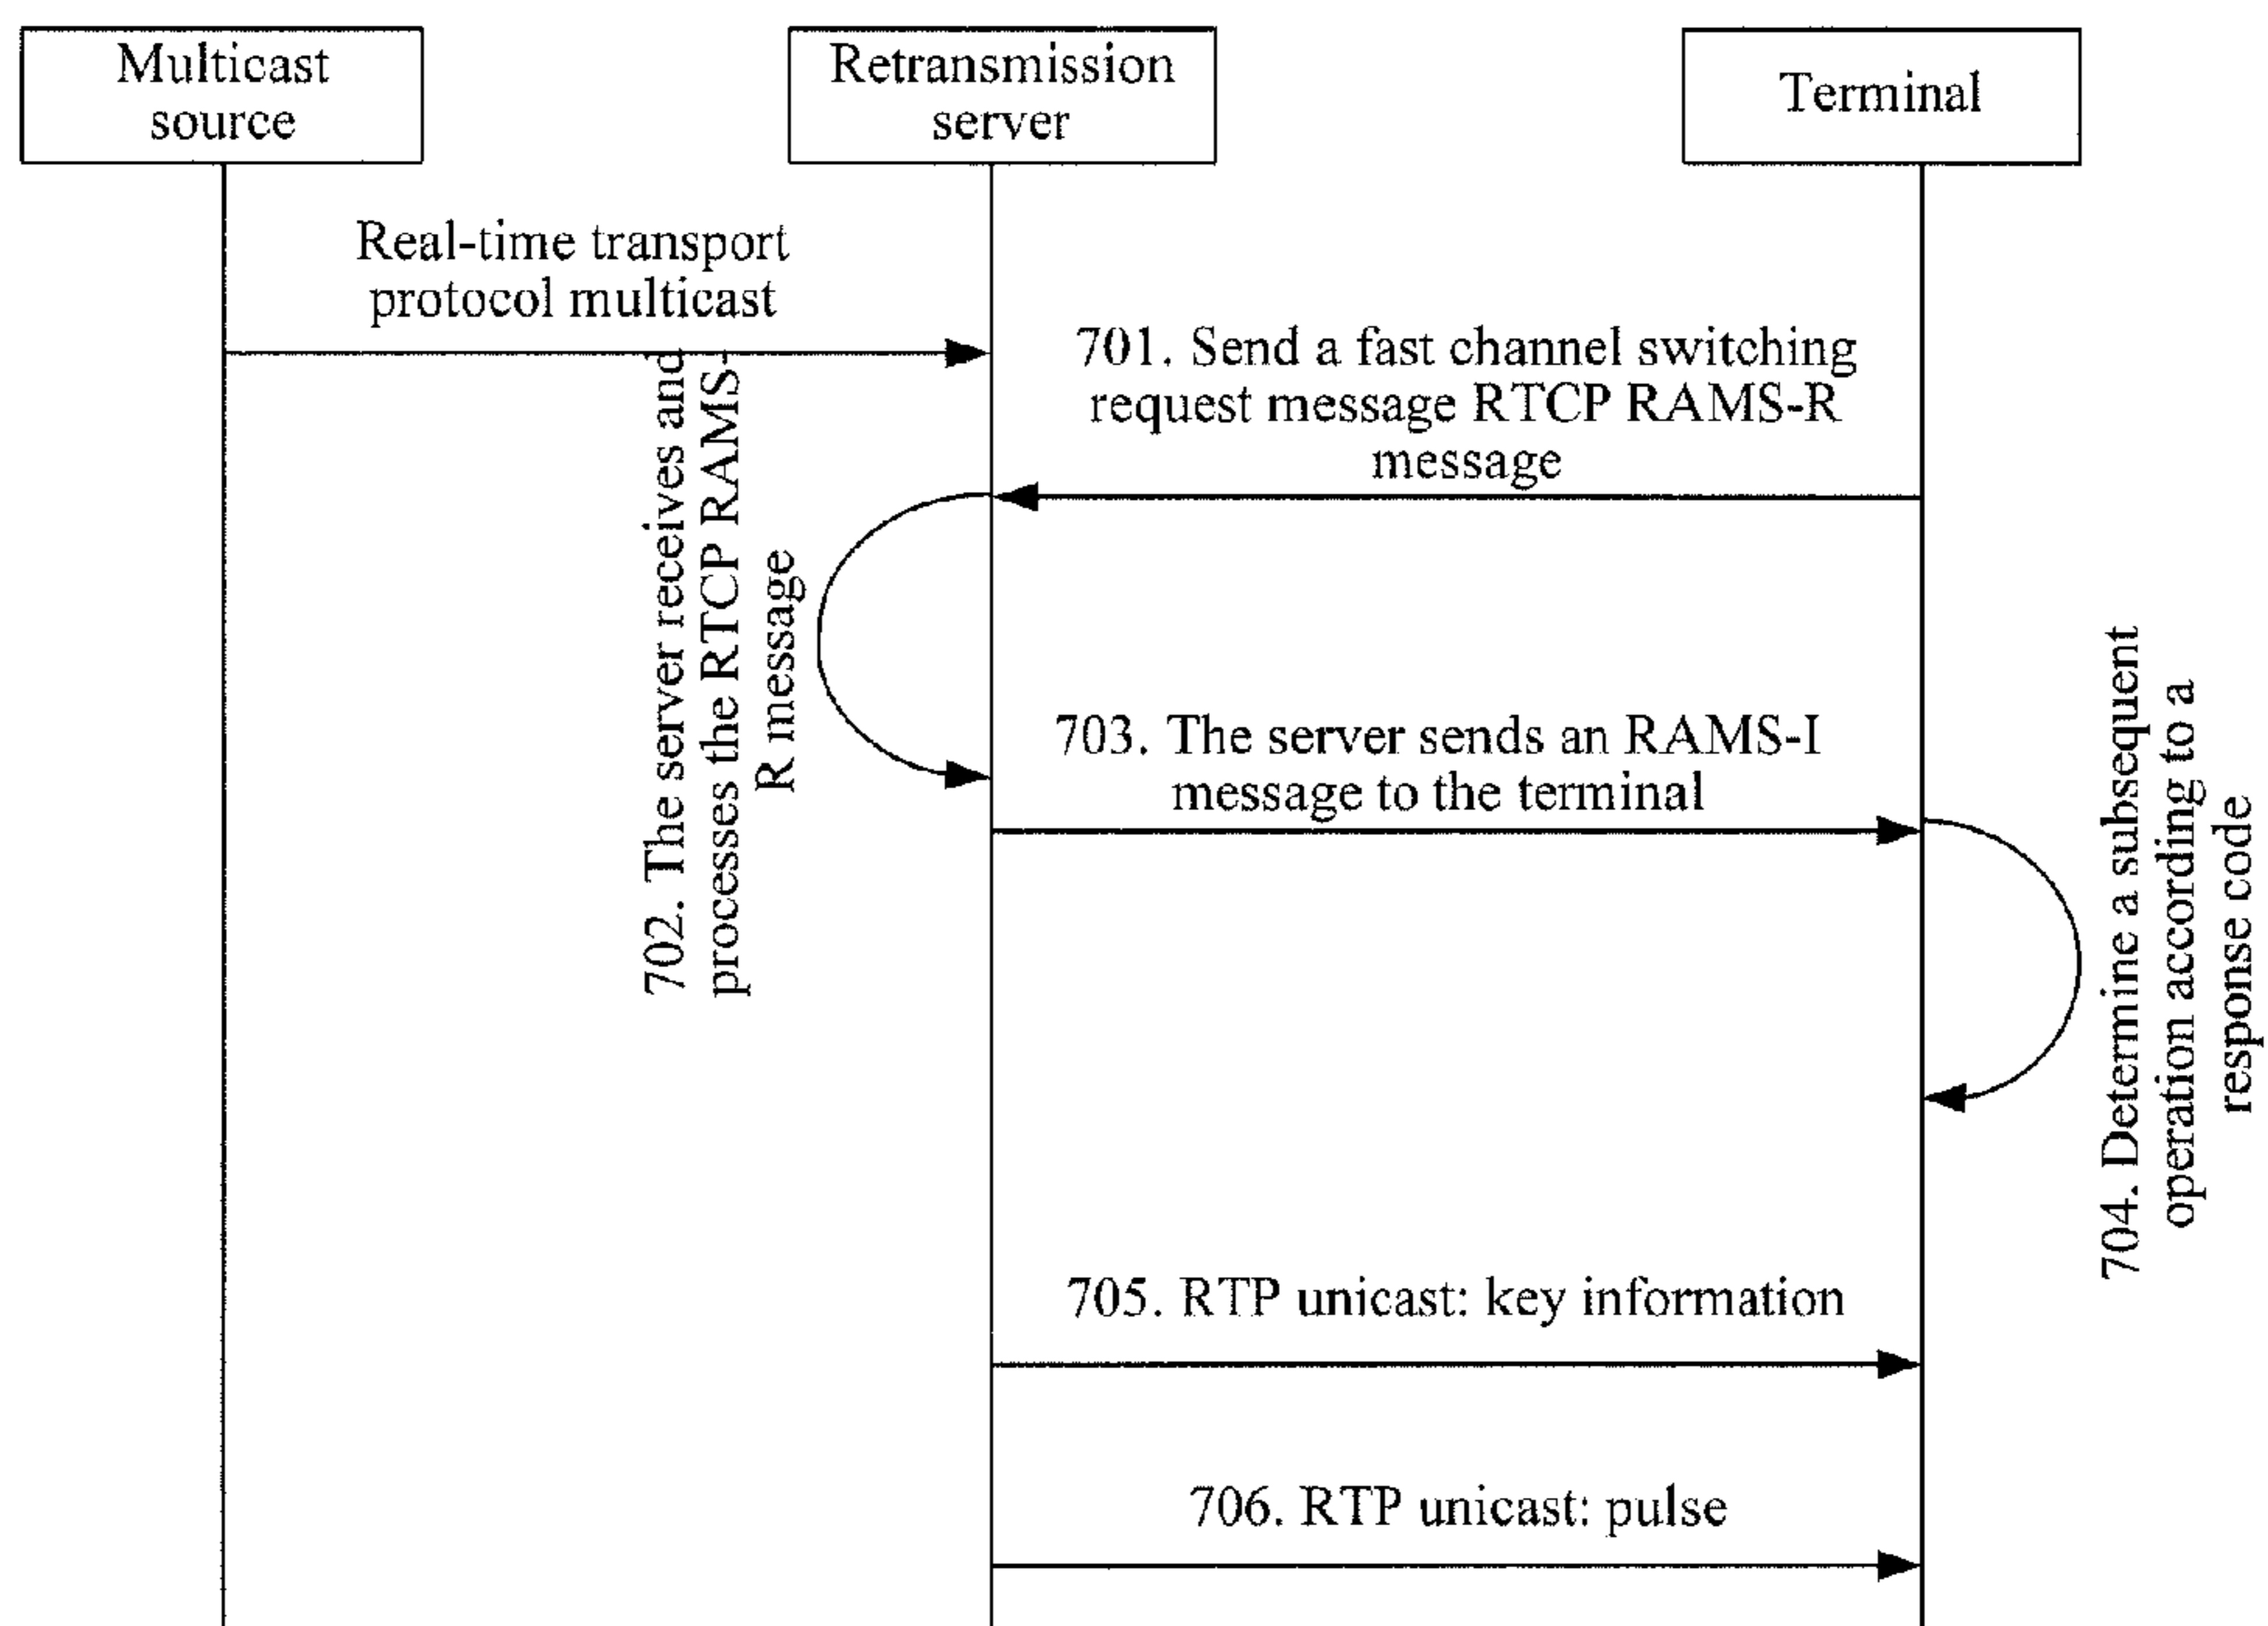 Multicast
source
Retransmission
server
Terminal
Real-time transport
protocol multicast
701. Send a fast channel switching
request message RTCP RAMS-R
message
702. The server receives and
processes the RTCP RAMS-
R message
703. The server sends an RAMS-I
message to the terminal
704. Determine a subsequent
operation according to a
response code
705. RTP unicast: key information
706. RTP unicast: pulse